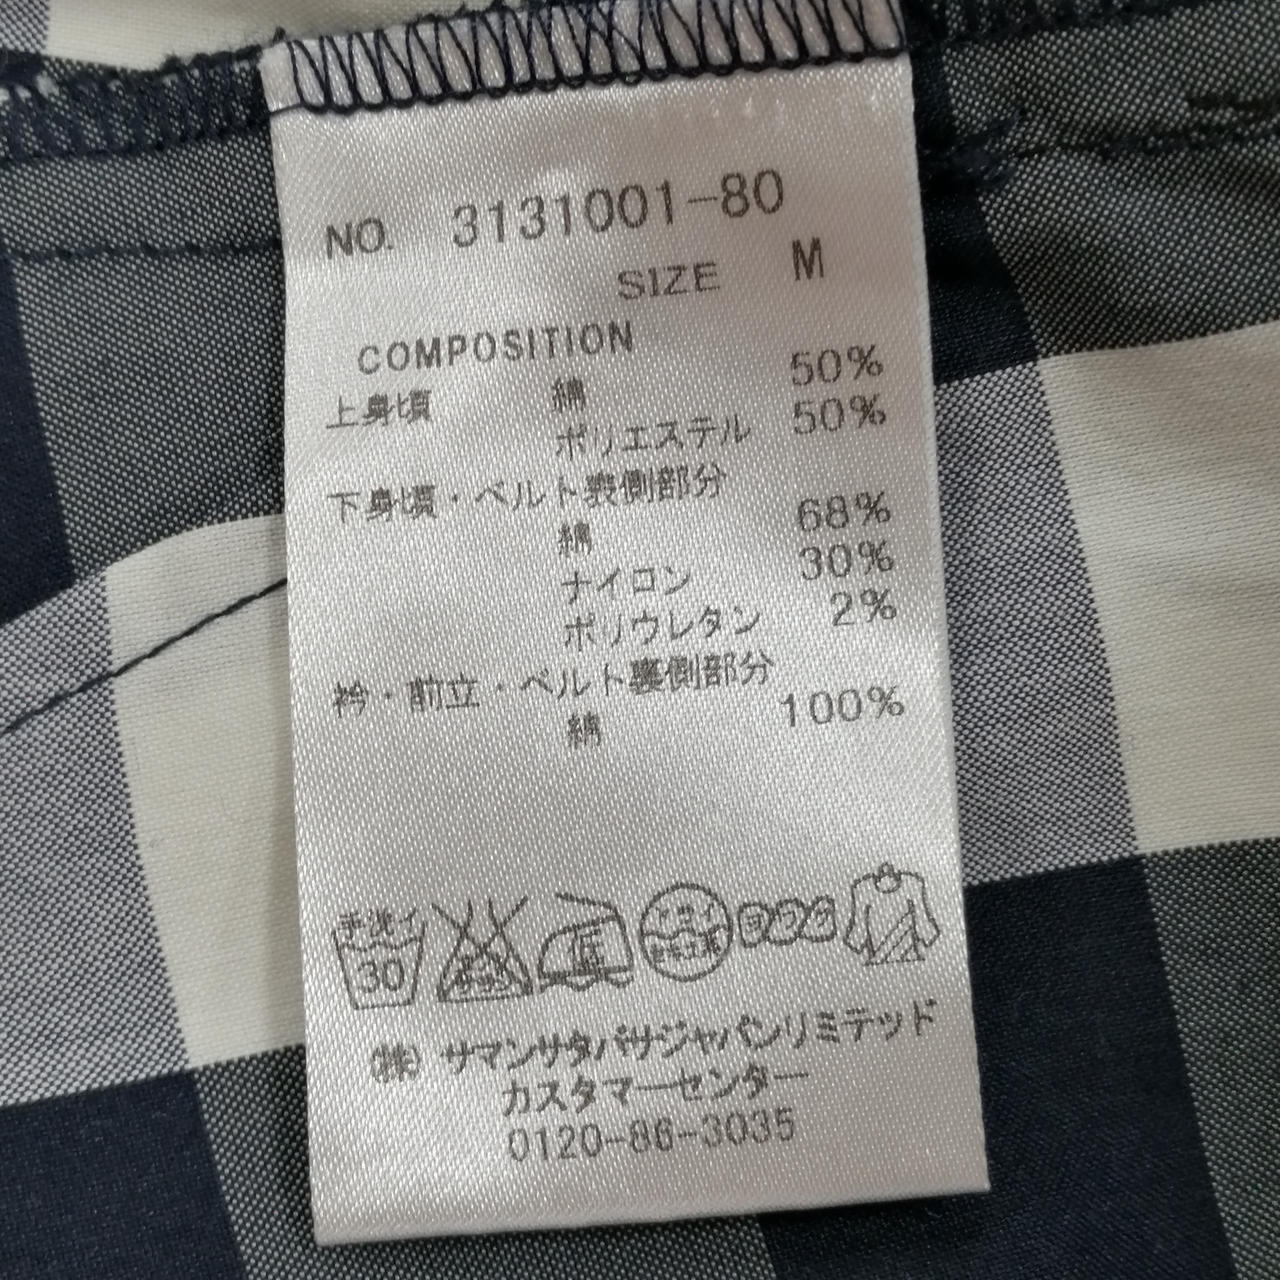 NO. 3131001-80
SIZE M
COMPOSITION
上身頃 綿 50%
ポリエステル 50%
下身頃・ベルト表側部分
綿 68%
ナイロン 30%
ポリウレタン 2%
衿・前立・ベルト裏側部分
綿 100%
手洗イ
30
(株) サマンサタバサジャパンリミテッド
カスタマーセンター
0120-86-3035